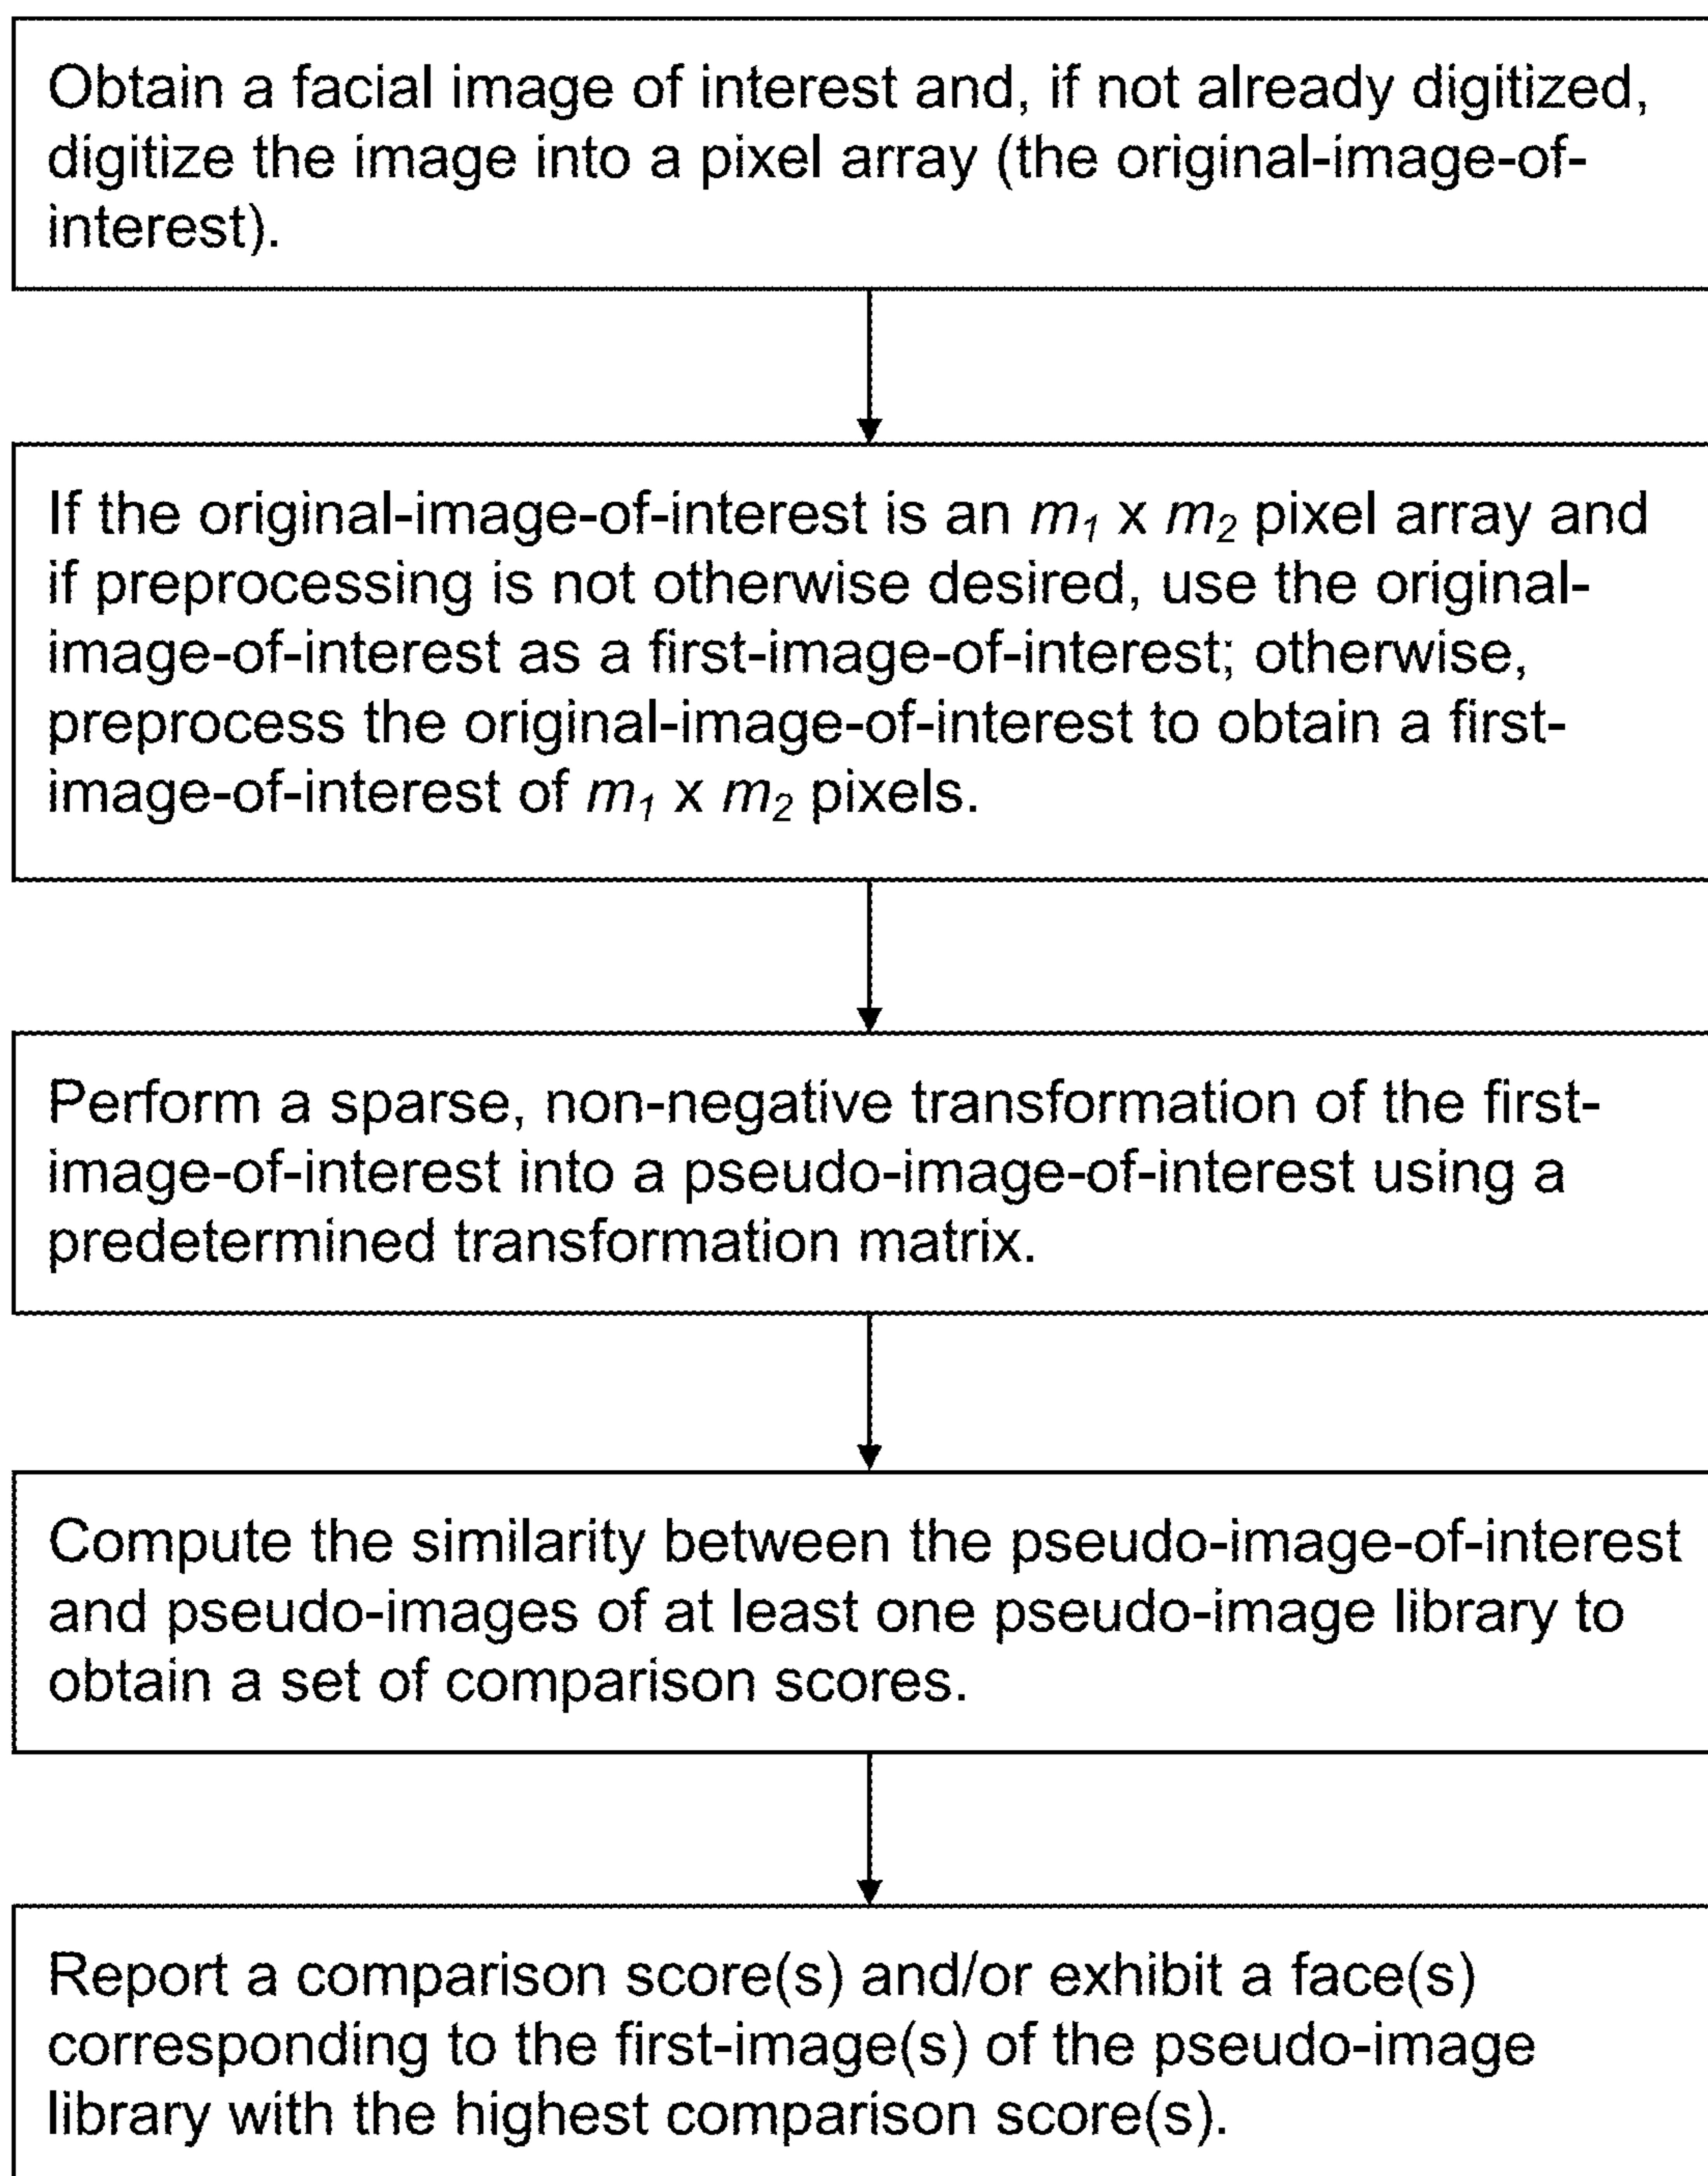 Obtain a facial image of interest and, if not already digitized,
digitize the image into a pixel array (the original-image-of-
interest).
If the original-image-of-interest is an m₁ x m₂ pixel array and
if preprocessing is not otherwise desired, use the original-
image-of-interest as a first-image-of-interest; otherwise,
preprocess the original-image-of-interest to obtain a first-
image-of-interest of m₁ x m₂ pixels.
Perform a sparse, non-negative transformation of the first-
image-of-interest into a pseudo-image-of-interest using a
predetermined transformation matrix.
Compute the similarity between the pseudo-image-of-interest
and pseudo-images of at least one pseudo-image library to
obtain a set of comparison scores.
Report a comparison score(s) and/or exhibit a face(s)
corresponding to the first-image(s) of the pseudo-image
library with the highest comparison score(s).